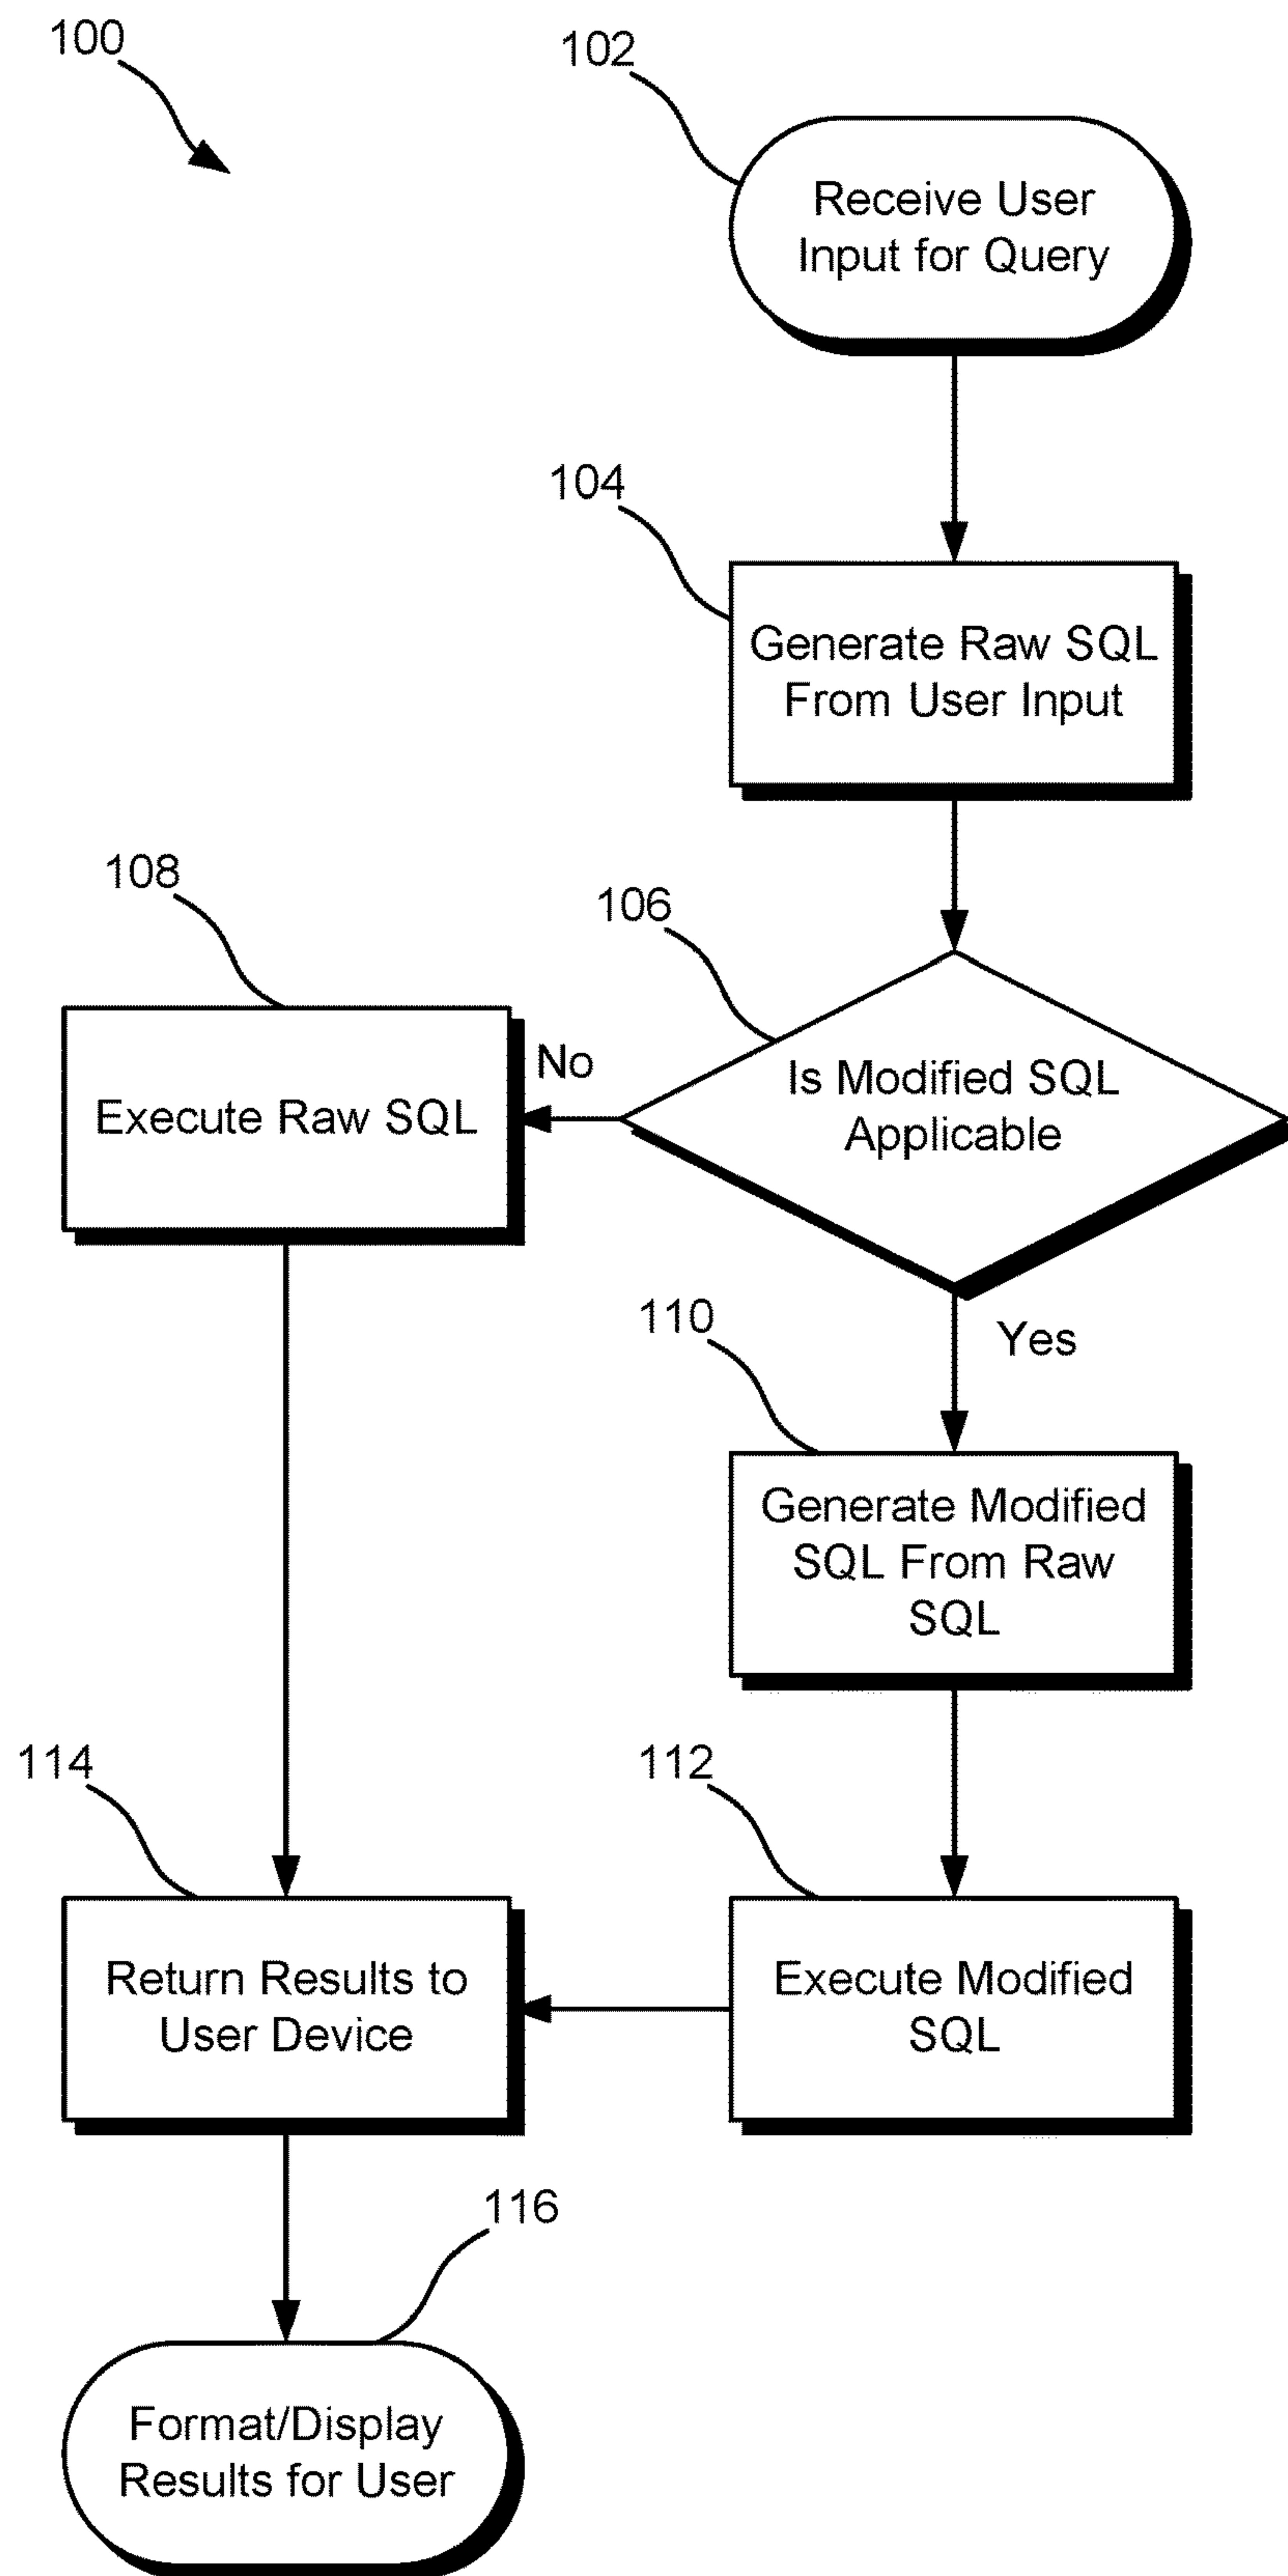 100
102
Receive User
Input for Query
104
Generate Raw SQL
From User Input
106
Is Modified SQL
Applicable
108
No
Execute Raw SQL
Yes
110
Generate Modified
SQL From Raw
SQL
112
Execute Modified
SQL
114
Return Results to
User Device
116
Format/Display
Results for User